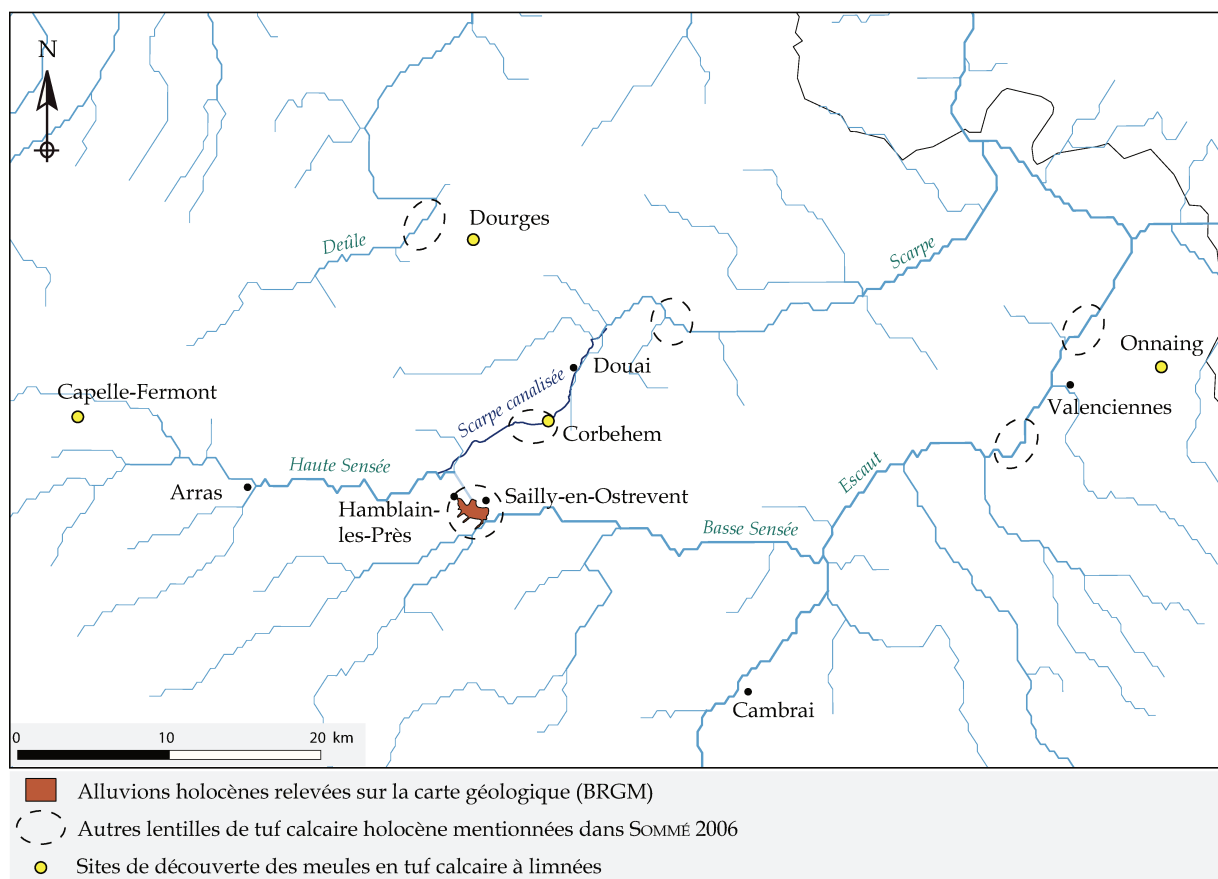 N
Dourges
Deûle
Scarpe
Onnaing
Douai
Capelle-Fermont
Scarpe canalisée
Valenciennes
Corbehem
Haute Sensée
Escaut
Arras
Sailly-en-Ostrevent
Hamblain-
les-Près
Basse Sensée
Cambrai
0 10 20 km
Alluvions holocènes relevées sur la carte géologique (BRGM)
Autres lentilles de tuf calcaire holocène mentionnées dans SOMMÉ 2006
Sites de découverte des meules en tuf calcaire à limnées